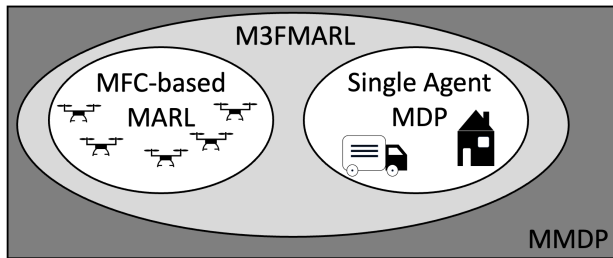 M3FMARL
MFC-based
MARL
Single Agent
MDP
MMDP